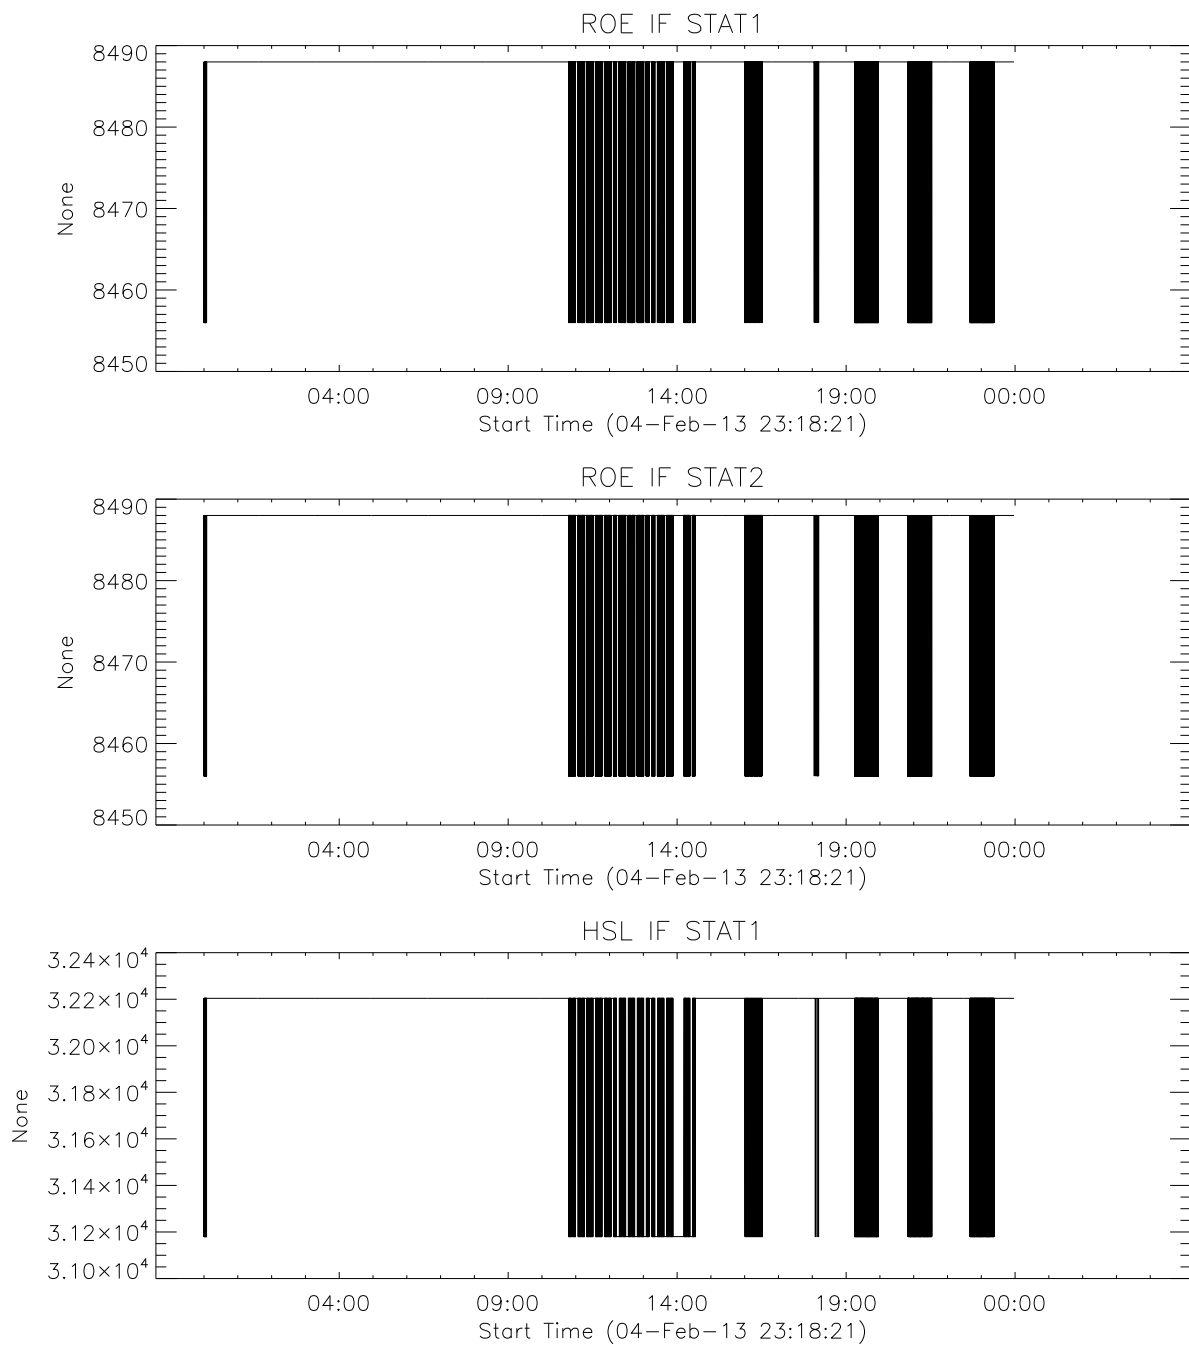 ROE IF STAT1
8490
8480
8470
8460
8450
None
04:00 09:00 14:00 19:00 00:00
Start Time (04-Feb-13 23:18:21)
ROE IF STAT2
8490
8480
8470
8460
8450
None
04:00 09:00 14:00 19:00 00:00
Start Time (04-Feb-13 23:18:21)
HSL IF STAT1
3.24×10⁴
3.22×10⁴
3.20×10⁴
3.18×10⁴
3.16×10⁴
3.14×10⁴
3.12×10⁴
3.10×10⁴
None
04:00 09:00 14:00 19:00 00:00
Start Time (04-Feb-13 23:18:21)